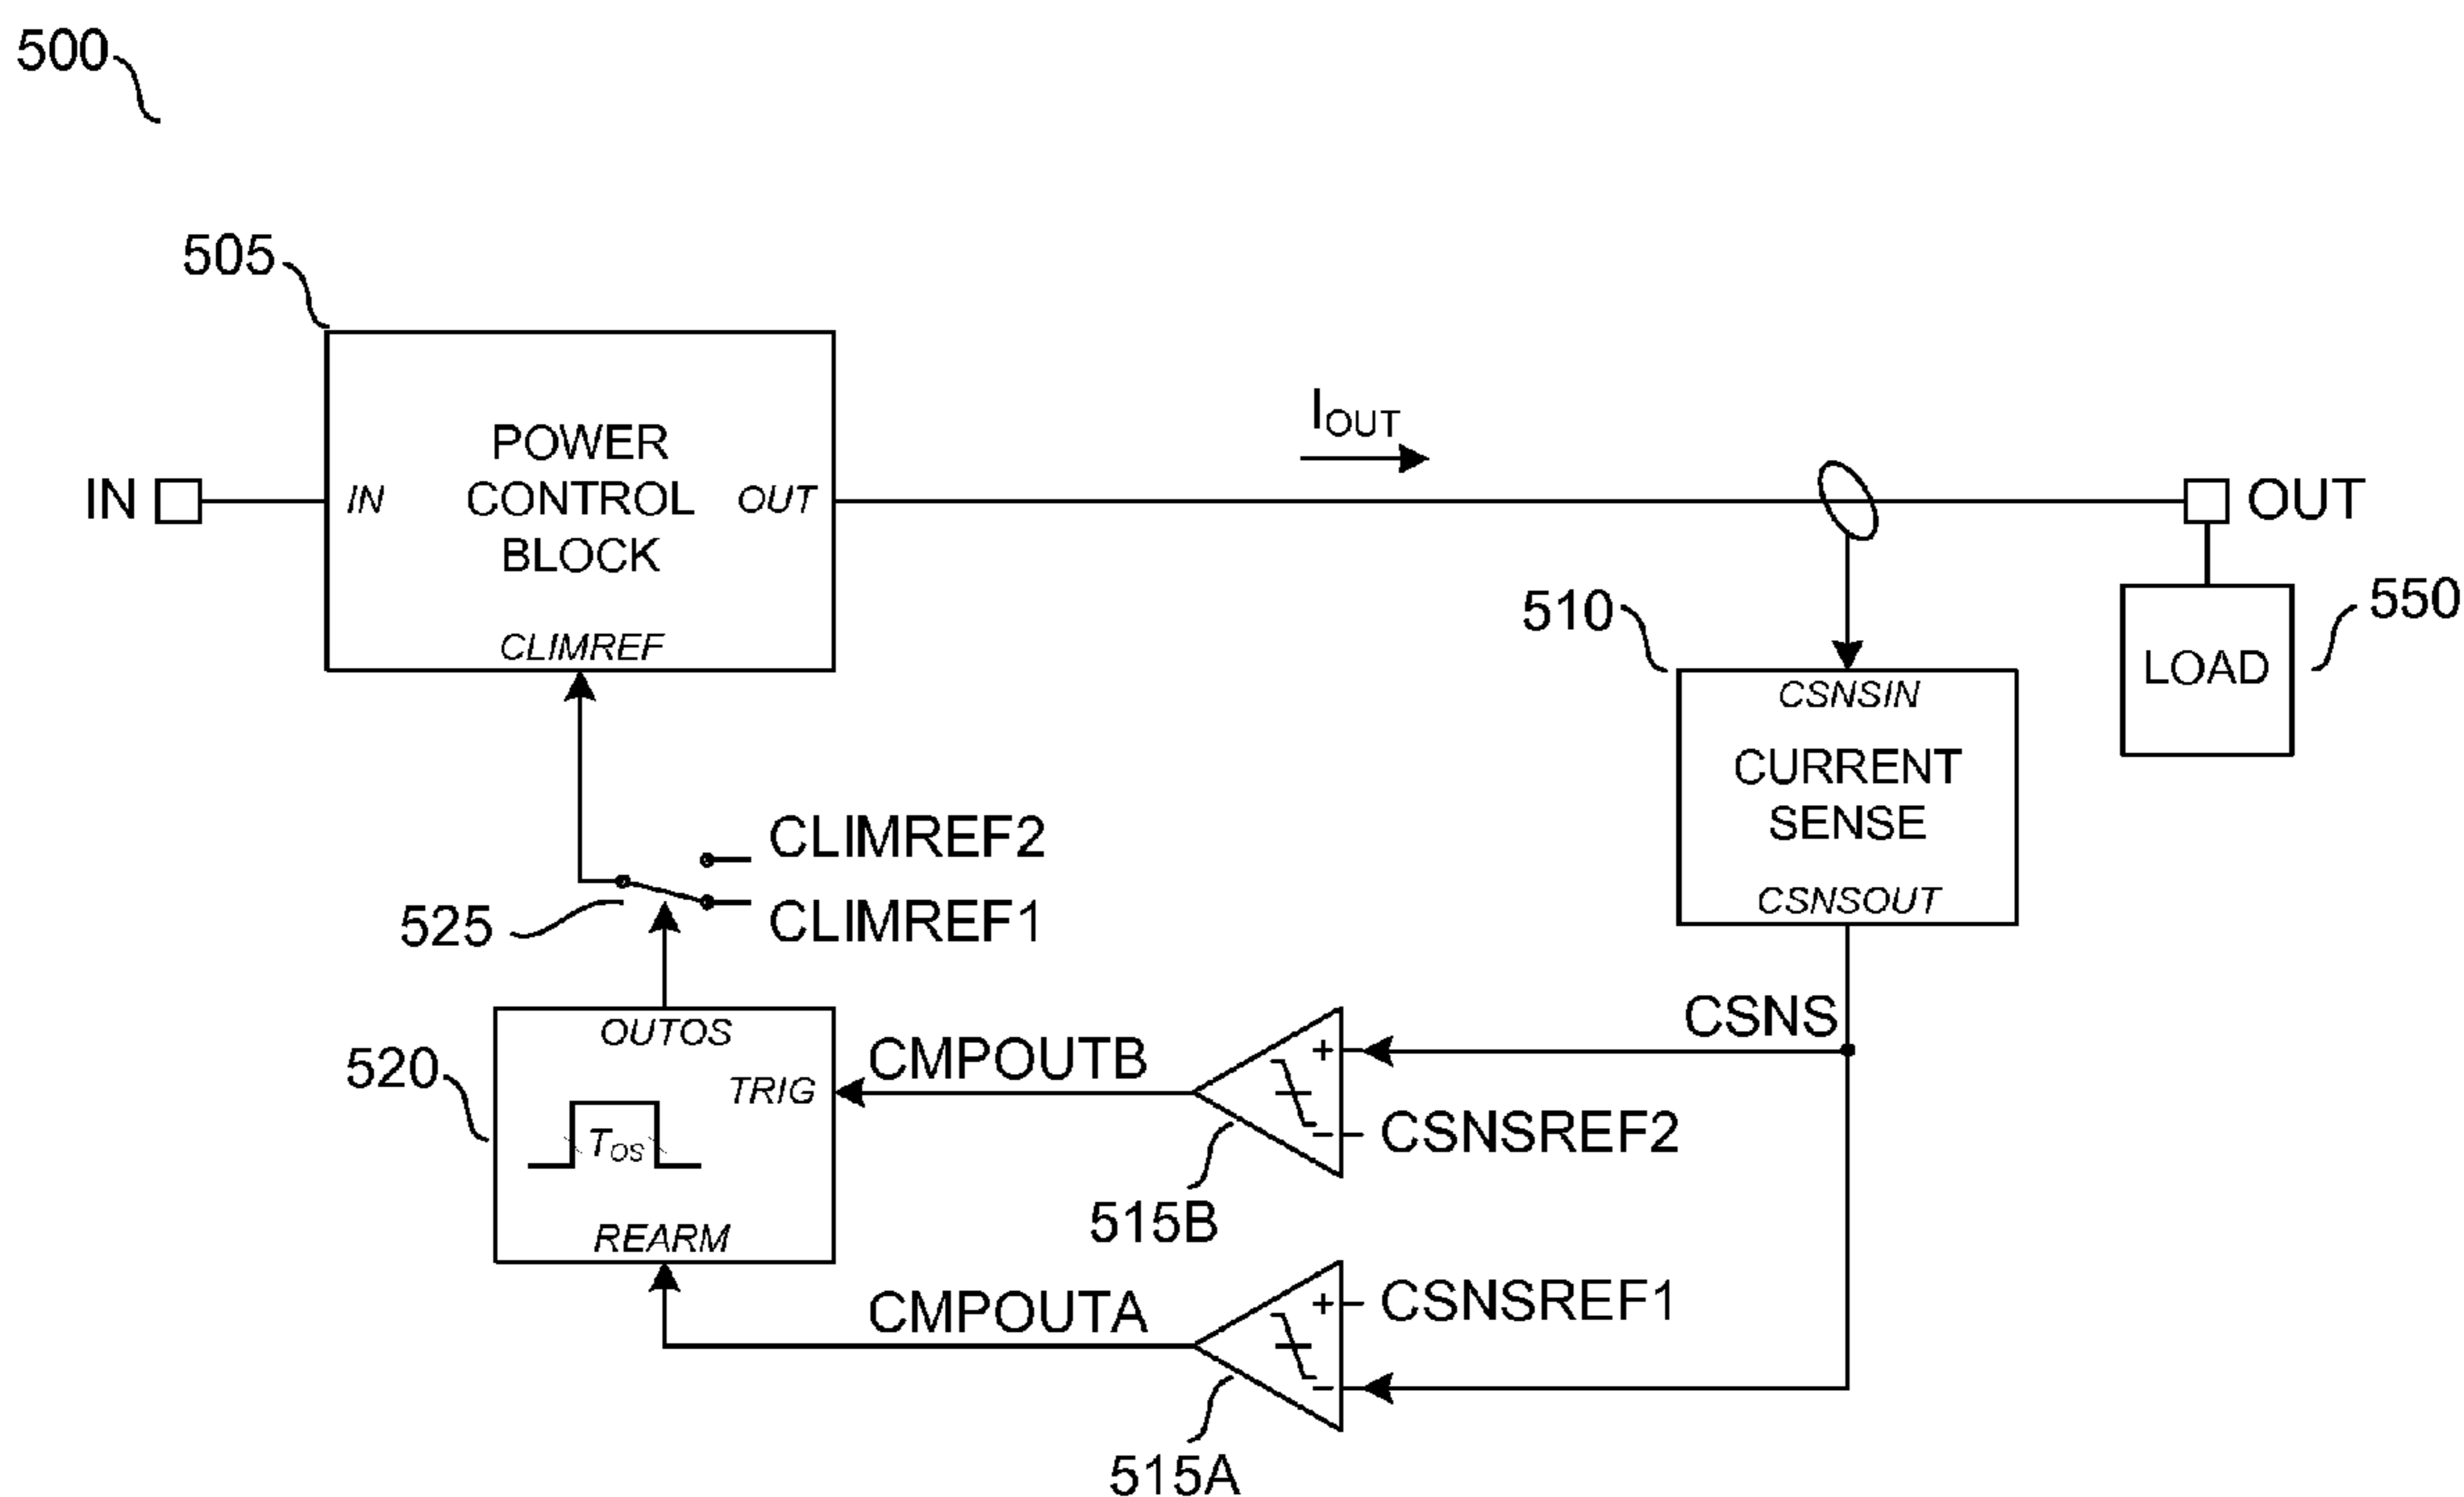 500
505
POWER
CONTROL
BLOCK
IN
IN
OUT
CLIMREF
IOUT
OUT
550
LOAD
510
CSNSIN
CURRENT
SENSE
CSNSOUT
CLIMREF2
CLIMREF1
525
CSNS
OUTOS
520
TRIG
CMPOUTB
+
CSNSREF2
−
TOS
515B
REARM
CMPOUTA
+
CSNSREF1
−
515A